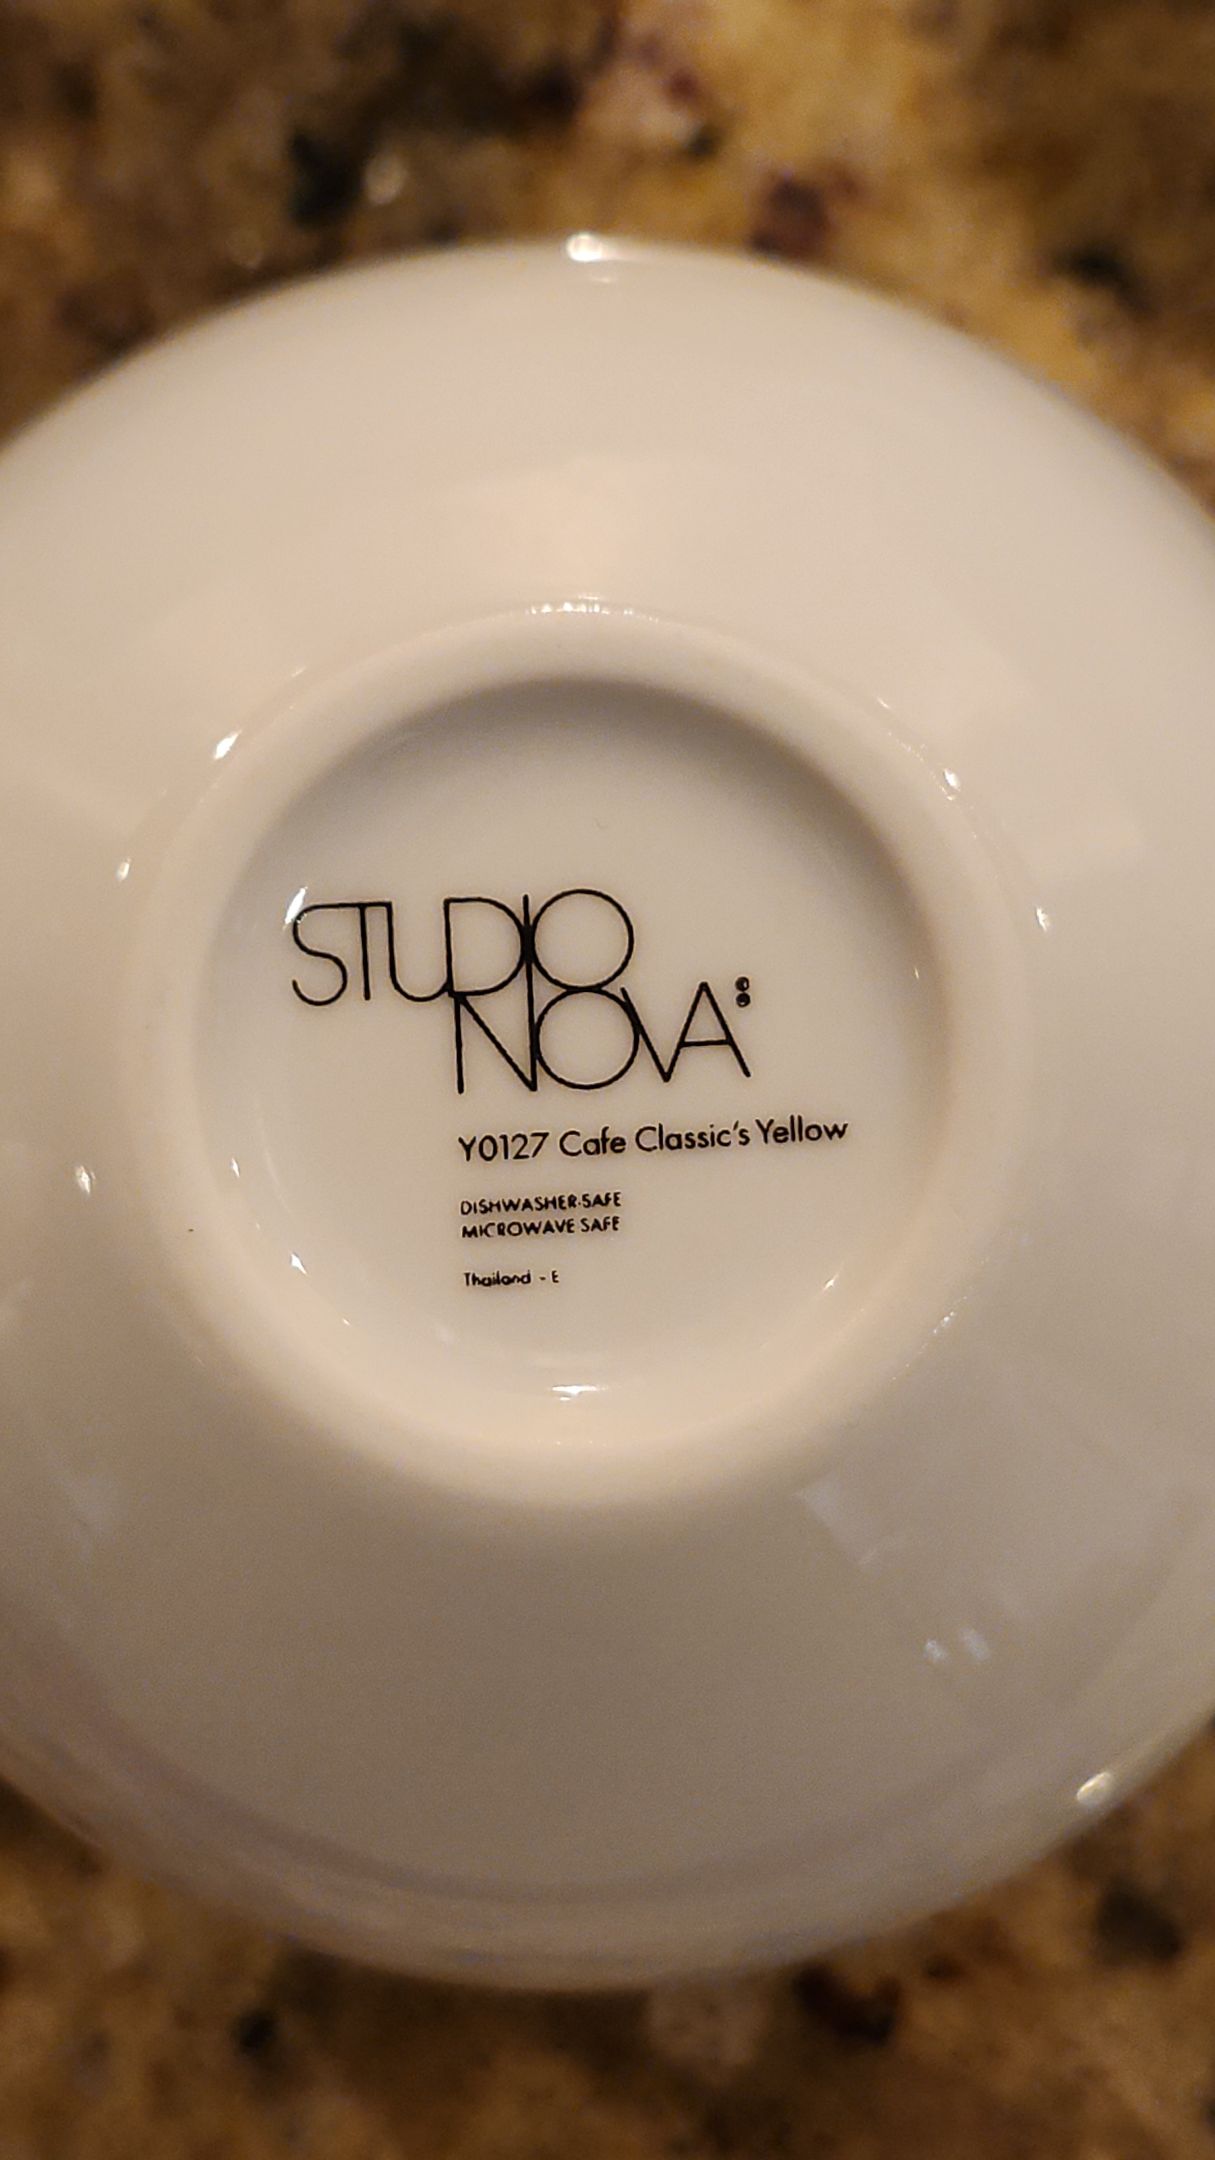 STUDIO
NOVA
Y0127 Cafe Classic's Yellow
DISHWASHER-SAFE
MICROWAVE SAFE
Thailand - E